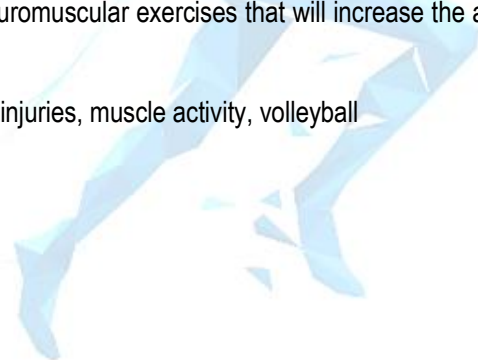 uromuscular exercises that will increase the a
injuries, muscle activity, volleyball